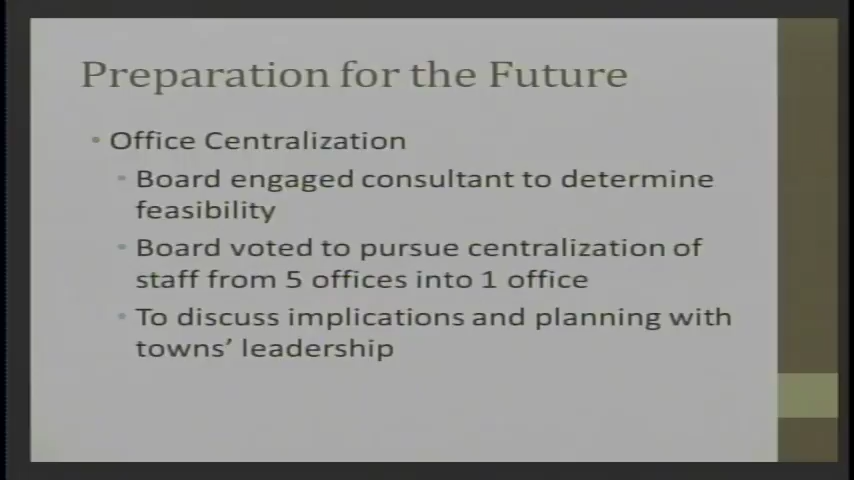 Preparation for the Future
• Office Centralization
• Board engaged consultant to determine
feasibility
• Board voted to pursue centralization of
staff from 5 offices into 1 office
• To discuss implications and planning with
towns’ leadership